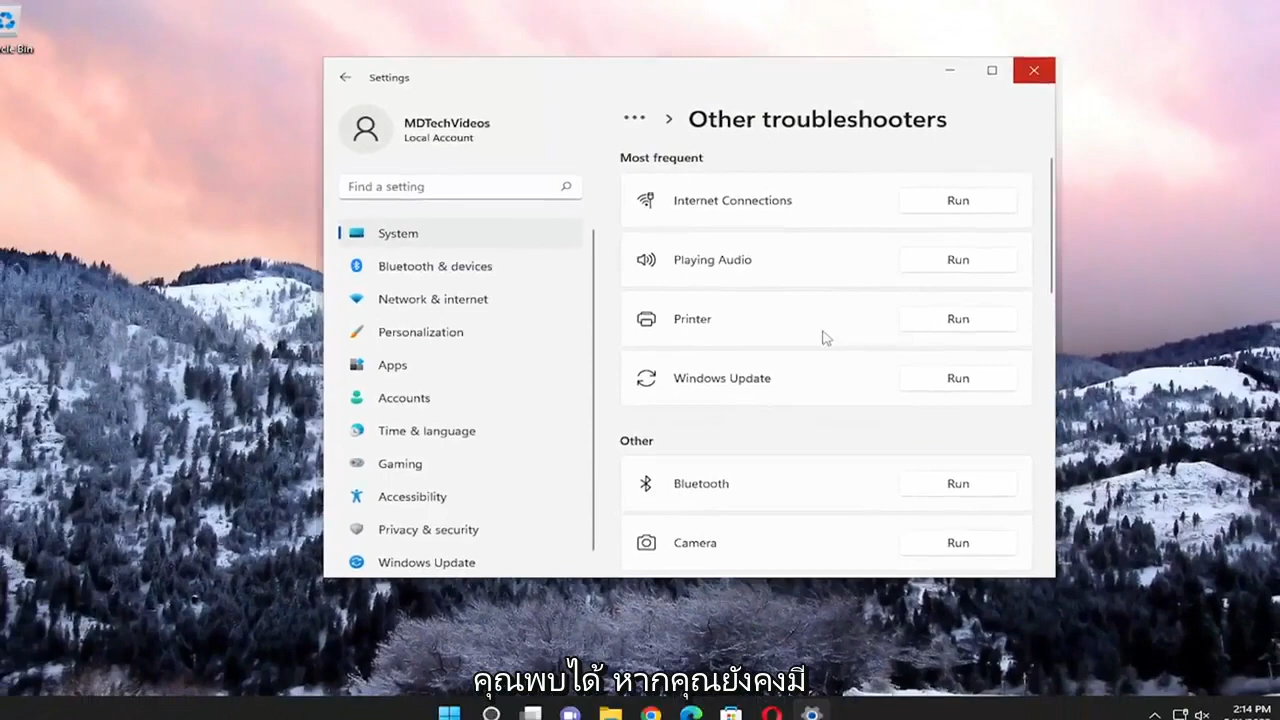 cle Bin
Settings
MDTechVideos
Local Account
Find a setting
System
Bluetooth & devices
Network & internet
Personalization
Apps
Accounts
Time & language
Gaming
Accessibility
Privacy & security
Windows Update
Other troubleshooters
Most frequent
Internet Connections Run
Playing Audio Run
Printer Run
Windows Update Run
Other
Bluetooth Run
Camera Run
คุณพบได้ หากคุณยังคงมี
2:14 PM